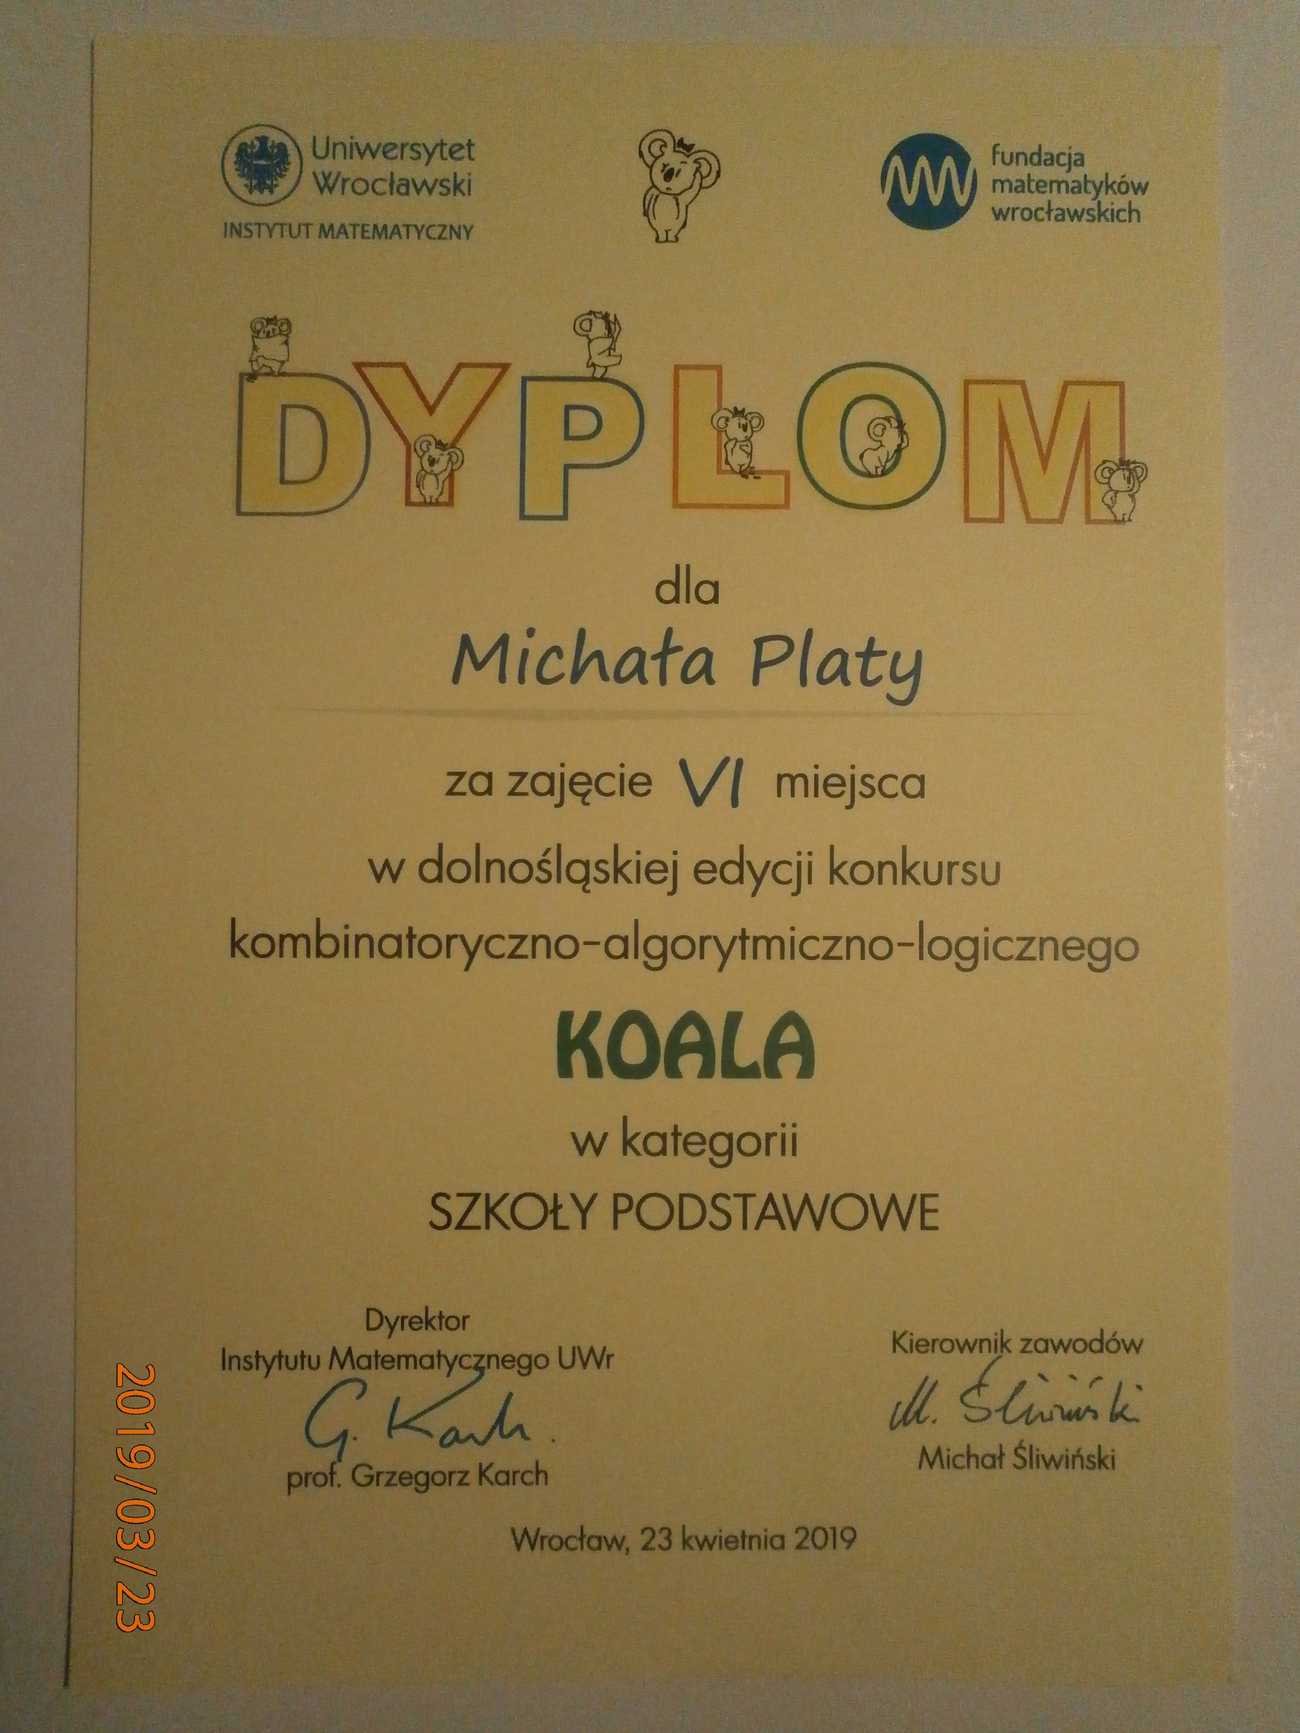 Uniwersytet
Wrocławski
INSTYTUT MATEMATYCZNY
fundacja
matematyków
wrocławskich
DYPLOM
dla
Michała Platy
za zajęcie VI miejsca
w dolnośląskiej edycji konkursu
kombinatoryczno-algorytmiczno-logicznego
KOALA
w kategorii
SZKOŁY PODSTAWOWE
Dyrektor
Instytutu Matematycznego UWr
G. Karch.
prof. Grzegorz Karch
Kierownik zawodów
M. Śliwiński
Michał Śliwiński
Wrocław, 23 kwietnia 2019
2019/03/23